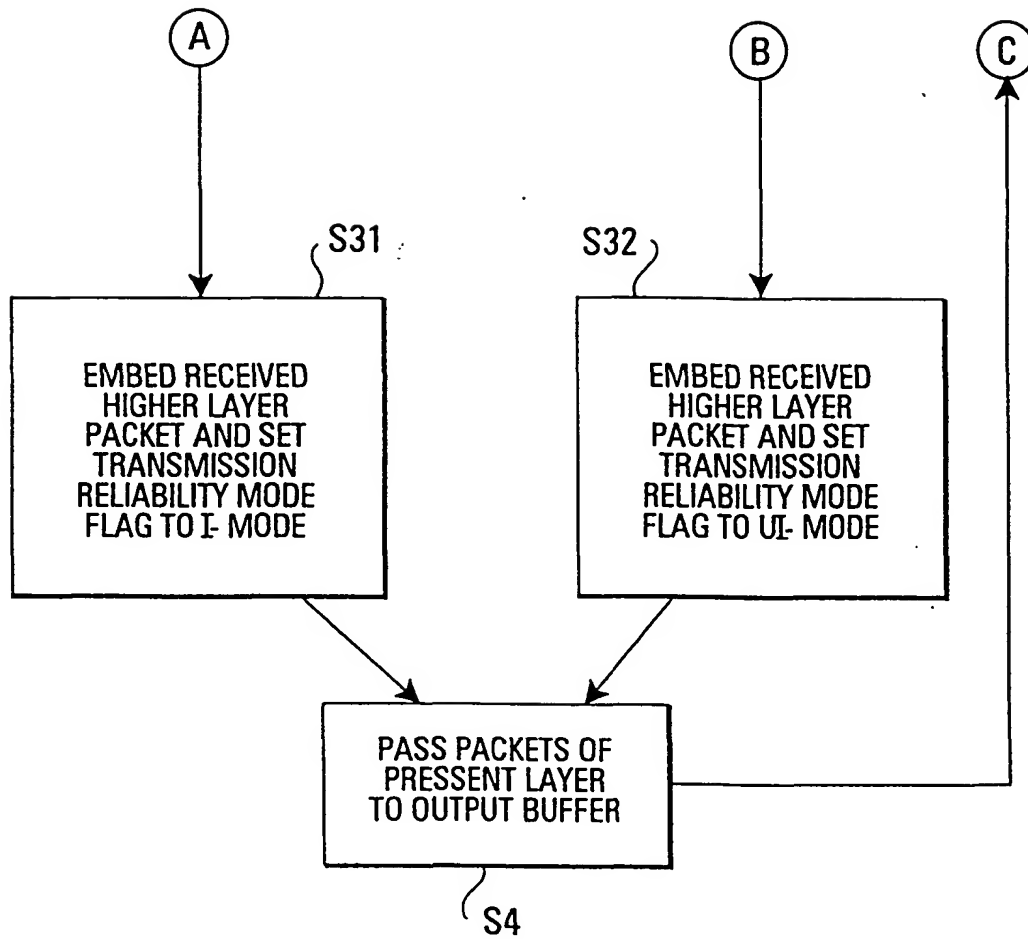 A
B
C
S31
S32
EMBED RECEIVED
HIGHER LAYER
PACKET AND SET
TRANSMISSION
RELIABILITY MODE
FLAG TO I- MODE
EMBED RECEIVED
HIGHER LAYER
PACKET AND SET
TRANSMISSION
RELIABILITY MODE
FLAG TO UI- MODE
PASS PACKETS OF
PRESSENT LAYER
TO OUTPUT BUFFER
S4